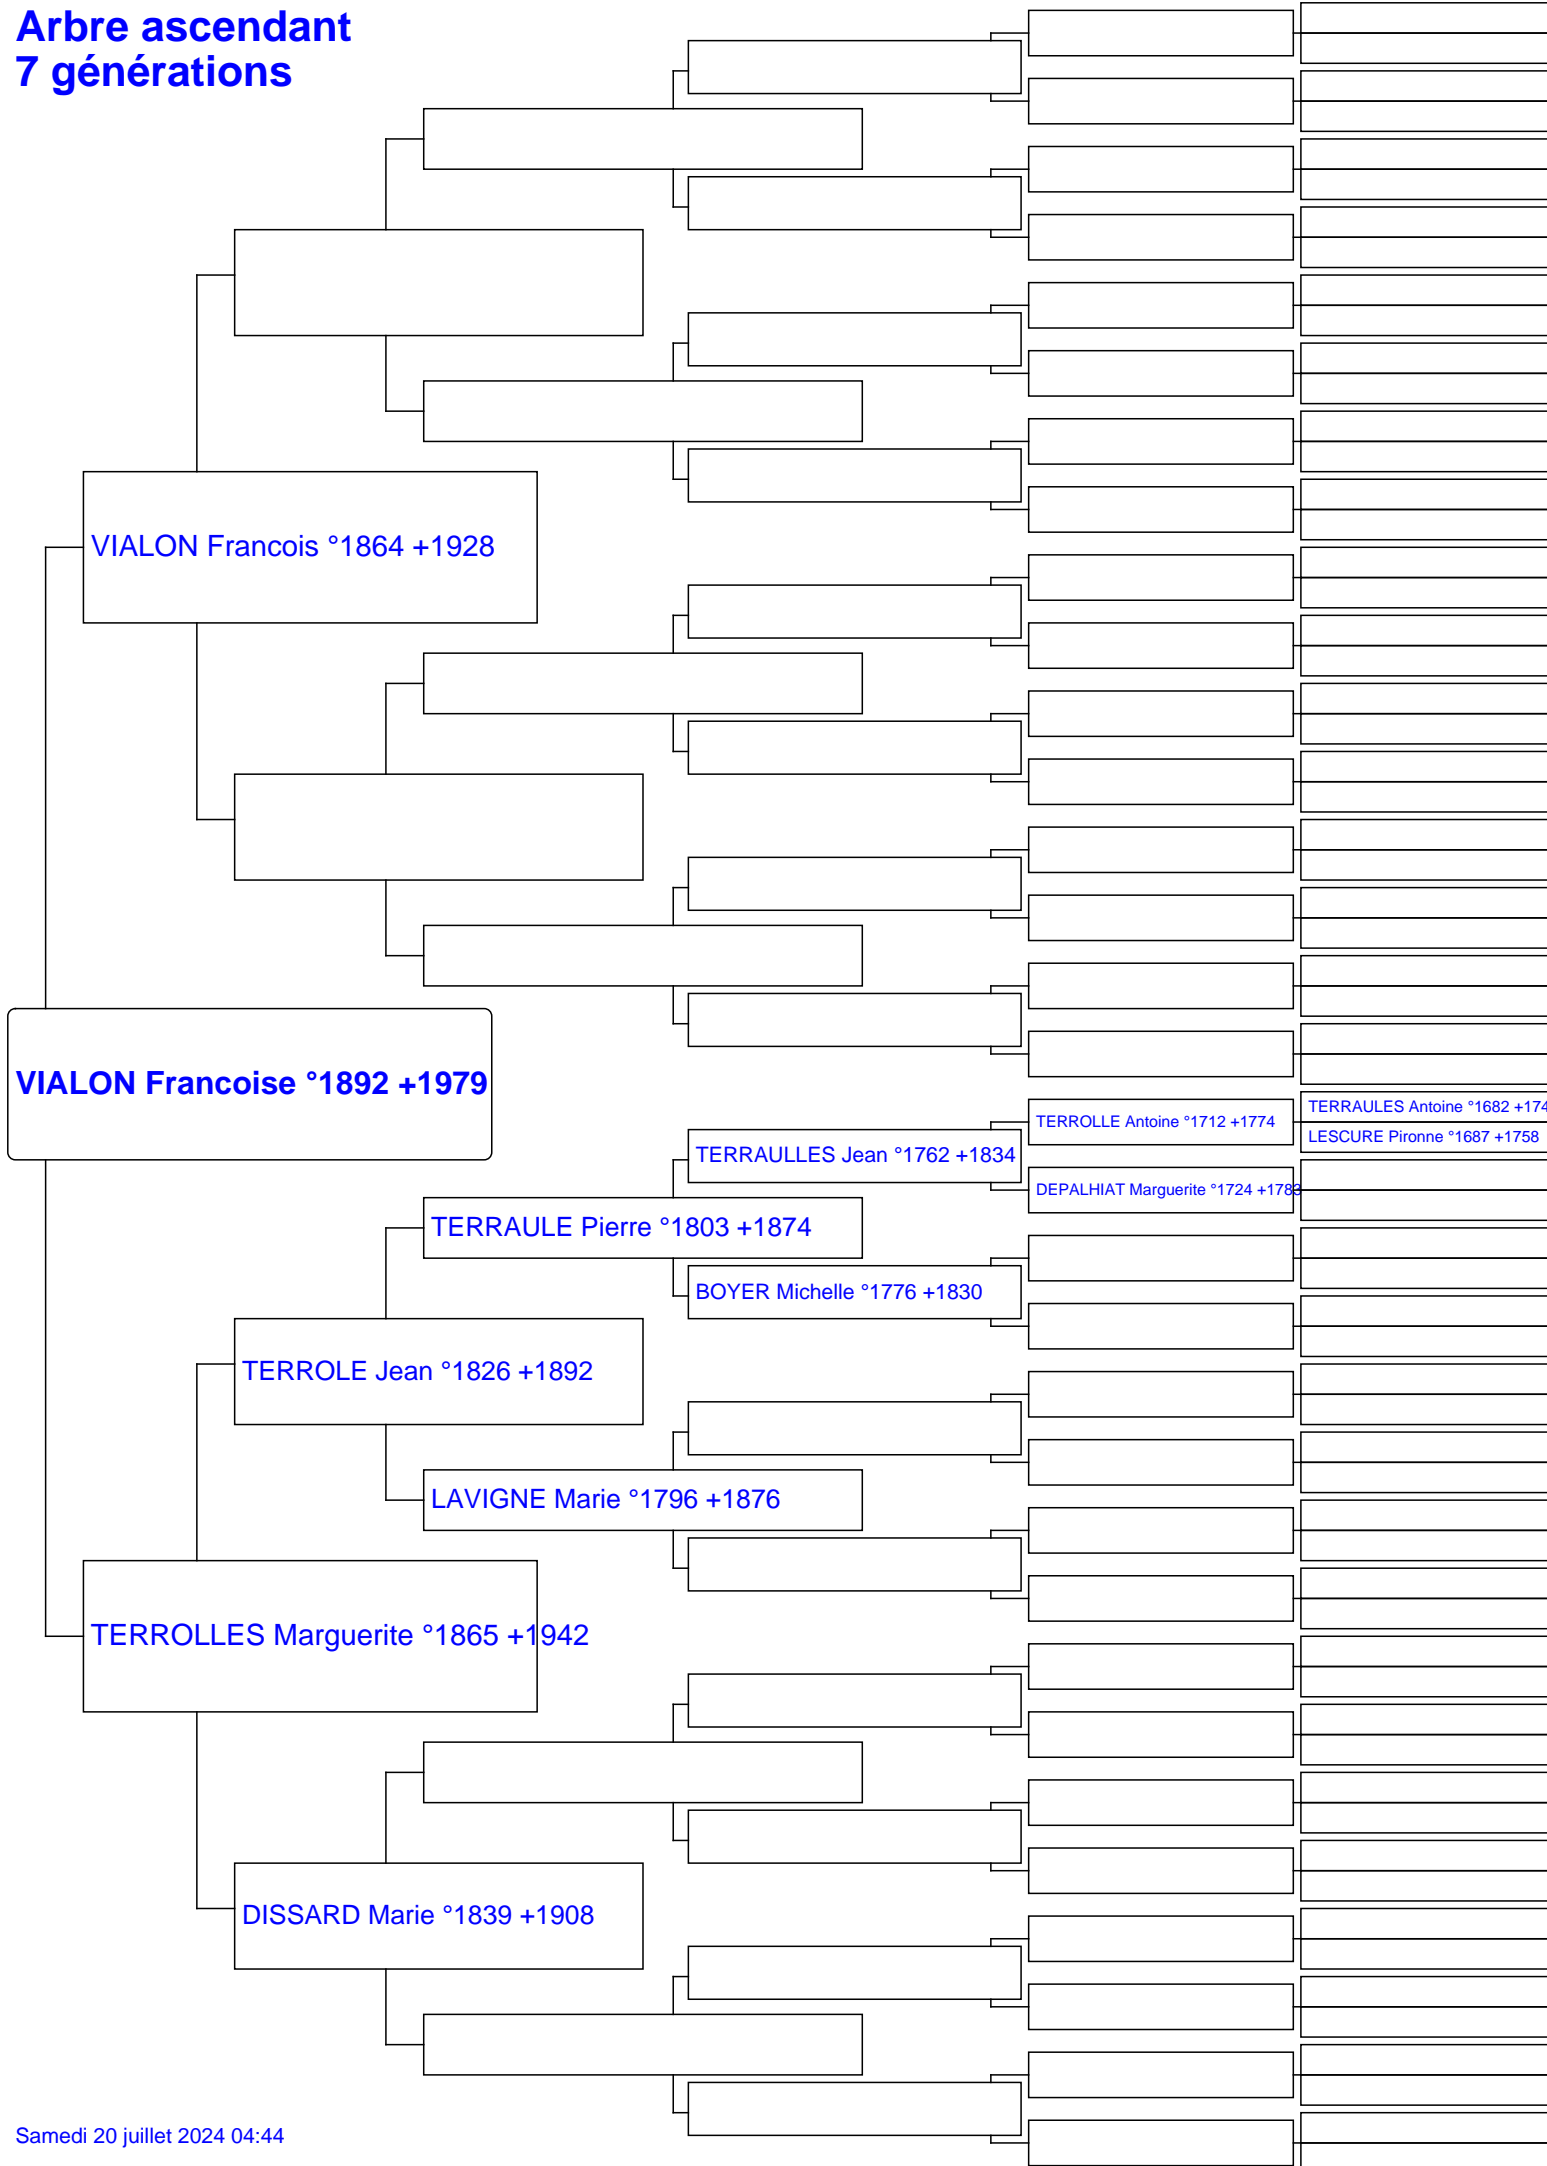 Arbre ascendant
7 générations
VIALON Francois °1864 +1928
VIALON Francoise °1892 +1979
TERRAULES Antoine °1682 +174
TERROLLE Antoine °1712 +1774
LESCURE Pironne °1687 +1758
TERRAULLES Jean °1762 +1834
DEPALHIAT Marguerite °1724 +1783
TERRAULE Pierre °1803 +1874
BOYER Michelle °1776 +1830
TERROLE Jean °1826 +1892
LAVIGNE Marie °1796 +1876
TERROLLES Marguerite °1865 +1942
DISSARD Marie °1839 +1908
Samedi 20 juillet 2024 04:44